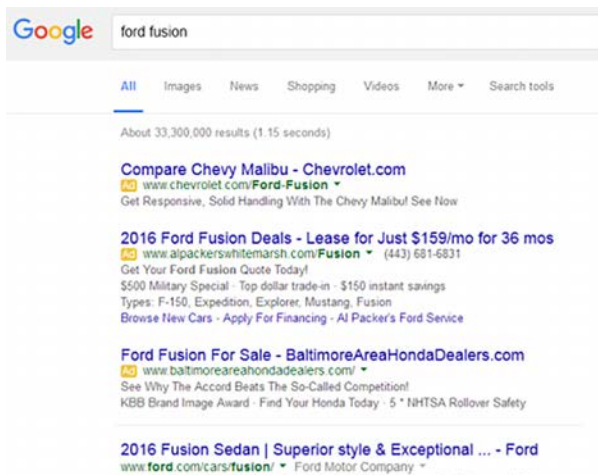 Google ford fusion
All Images News Shopping Videos More Search tools
About 33,300,000 results (1.15 seconds)
Compare Chevy Malibu - Chevrolet.com
Ad www.chevrolet.com/Ford-Fusion
Get Responsive, Solid Handling With The Chevy Malibu! See Now
2016 Ford Fusion Deals - Lease for Just $159/mo for 36 mos
Ad www.alpackerswhitemarsh.com/Fusion (443) 681-6831
Get Your Ford Fusion Quote Today!
$500 Military Special · Top dollar trade-in · $150 instant savings
Types: F-150, Expedition, Explorer, Mustang, Fusion
Browse New Cars - Apply For Financing - Al Packer's Ford Service
Ford Fusion For Sale - BaltimoreAreaHondaDealers.com
Ad www.baltimoreareahondadealers.com/
See Why The Accord Beats The So-Called Competition!
KBB Brand Image Award · Find Your Honda Today · 5 * NHTSA Rollover Safety
2016 Fusion Sedan | Superior style & Exceptional ... - Ford
www.ford.com/cars/fusion/ Ford Motor Company